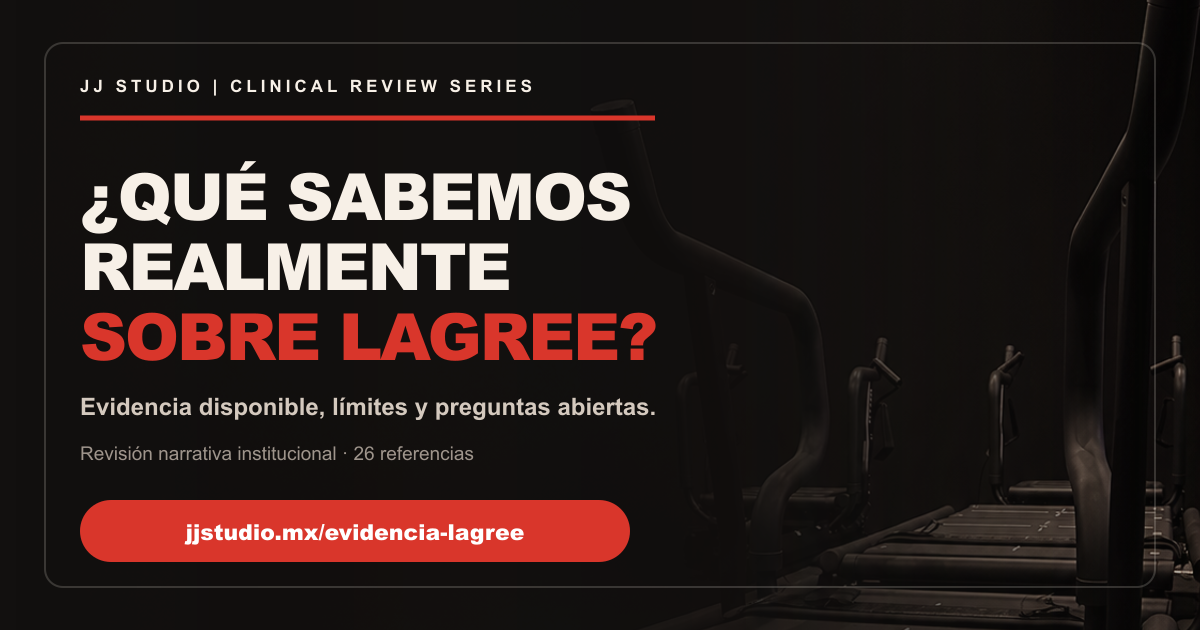 JJ STUDIO | CLINICAL REVIEW SERIES
¿QUÉ SABEMOS
REALMENTE
SOBRE LAGREE?
Evidencia disponible, límites y preguntas abiertas.
Revisión narrativa institucional · 26 referencias
jjstudio.mx/evidencia-lagree